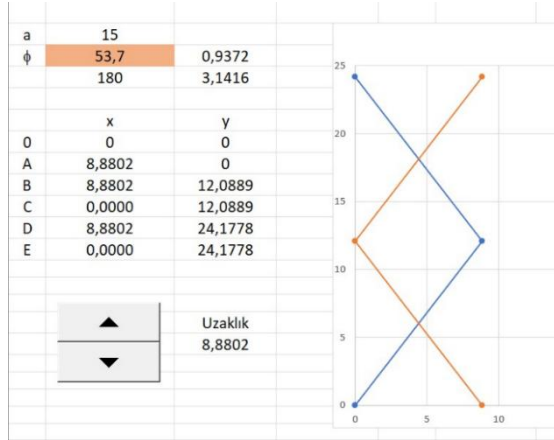 a 15
ϕ 53,7 0,9372
180 3,1416
x y
0 0 0
A 8,8802 0
B 8,8802 12,0889
C 0,0000 12,0889
D 8,8802 24,1778
E 0,0000 24,1778
Uzaklık
8,8802
25
20
15
10
5
0
0 5 10